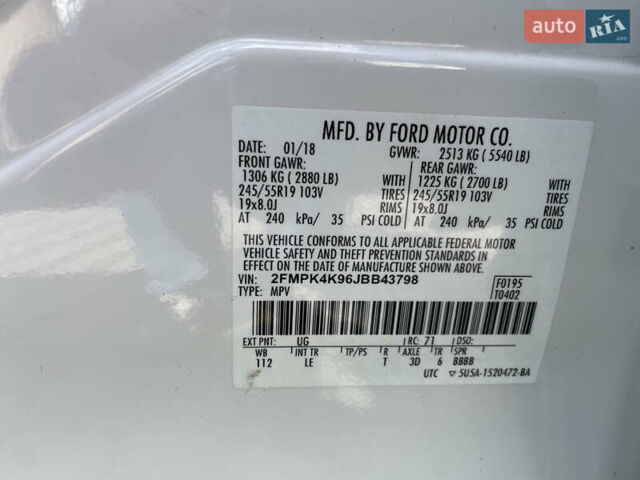 auto RIA .com
MFD. BY FORD MOTOR CO.
DATE: 01/18 GVWR: 2513 KG ( 5540 LB)
FRONT GAWR: REAR GAWR:
1306 KG ( 2880 LB) WITH 1225 KG ( 2700 LB) WITH
245/55R19 103V TIRES 245/55R19 103V TIRES
19x8.0J RIMS 19x8.0J RIMS
AT 240 kPa/ 35 PSI COLD AT 240 kPa/ 35 PSI COLD
THIS VEHICLE CONFORMS TO ALL APPLICABLE FEDERAL MOTOR
VEHICLE SAFETY AND THEFT PREVENTION STANDARDS IN
EFFECT ON THE DATE OF MANUFACTURE SHOWN ABOVE.
VIN: 2FMPK4K96JBB43798 F0195
TYPE: MPV T0402
EXT PNT: UG RC: 71 DSO:
WB INT TR TP/PS R AXLE TR SPR
112 LE T 3D 6 BBBB
UTC ▽ 5U5A-1520472-BA